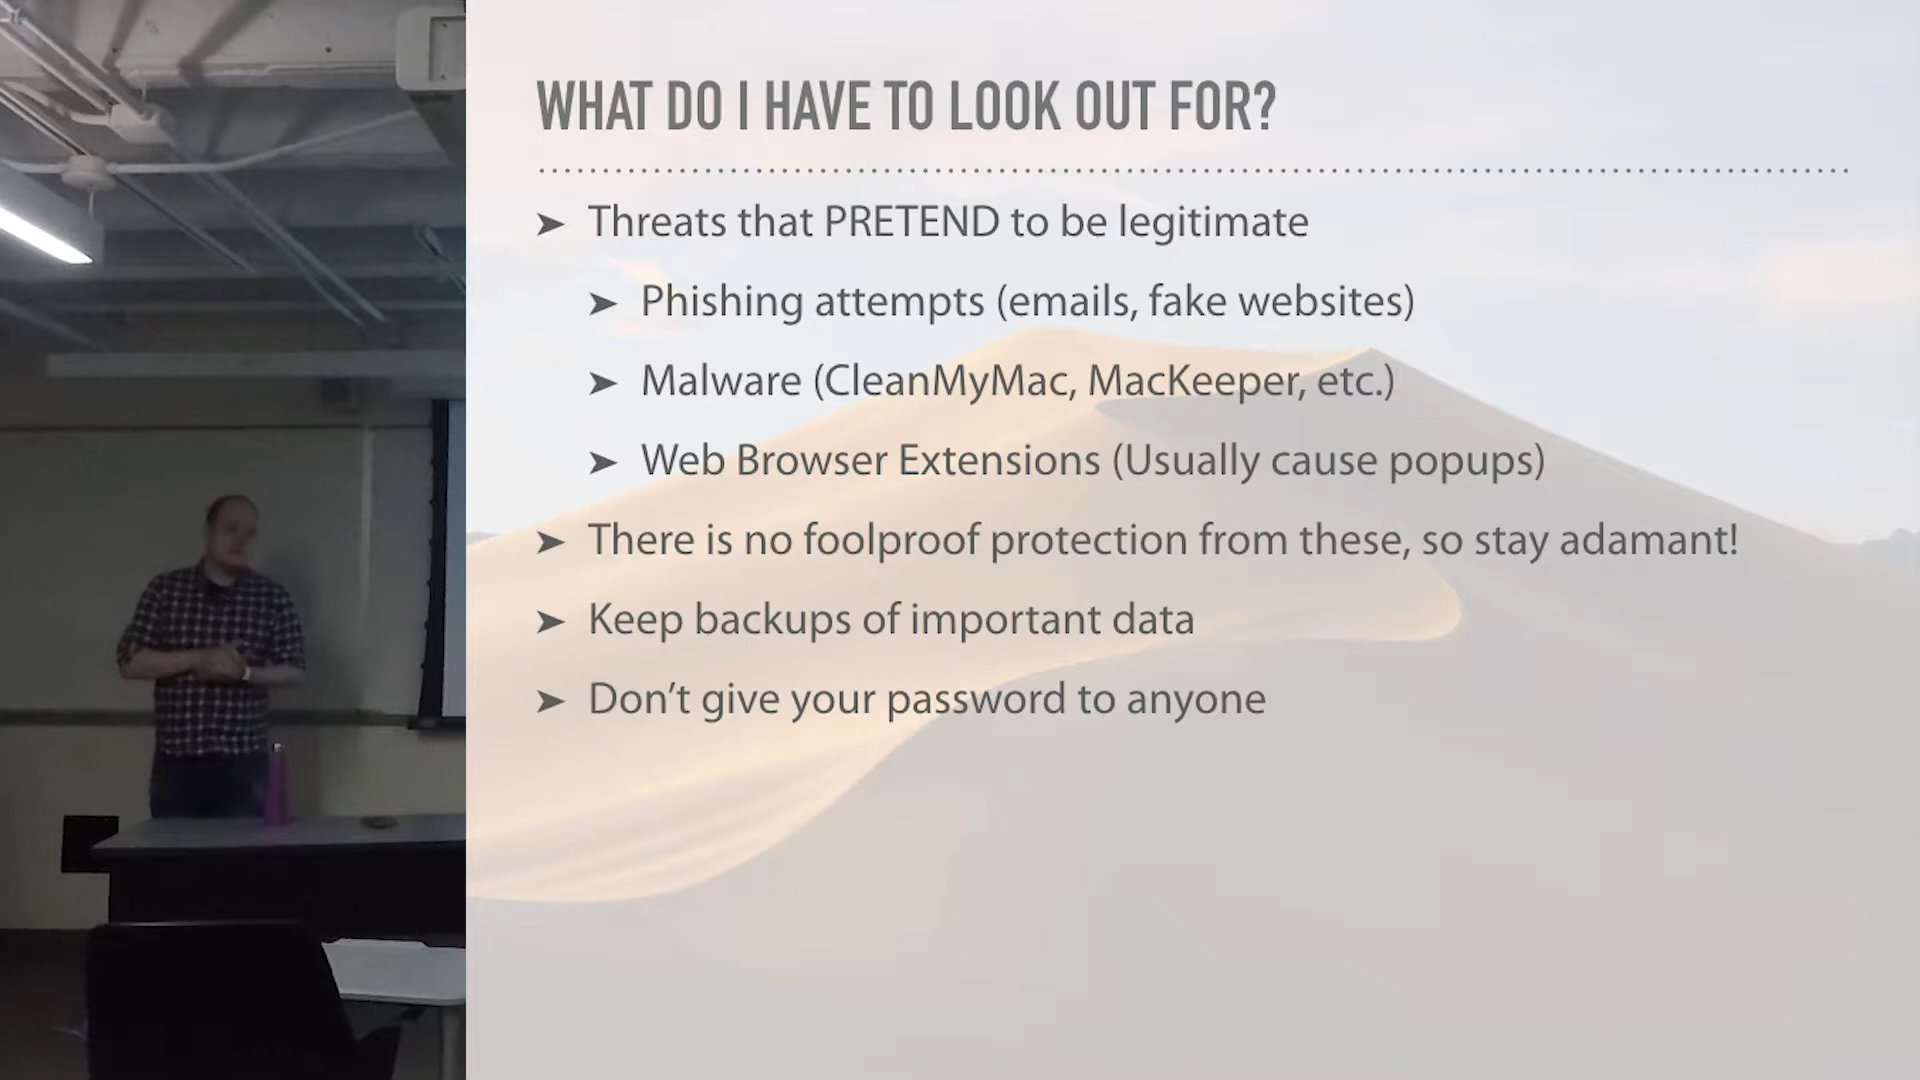 WHAT DO I HAVE TO LOOK OUT FOR?
➤ Threats that PRETEND to be legitimate
➤ Phishing attempts (emails, fake websites)
➤ Malware (CleanMyMac, MacKeeper, etc.)
➤ Web Browser Extensions (Usually cause popups)
➤ There is no foolproof protection from these, so stay adamant!
➤ Keep backups of important data
➤ Don’t give your password to anyone